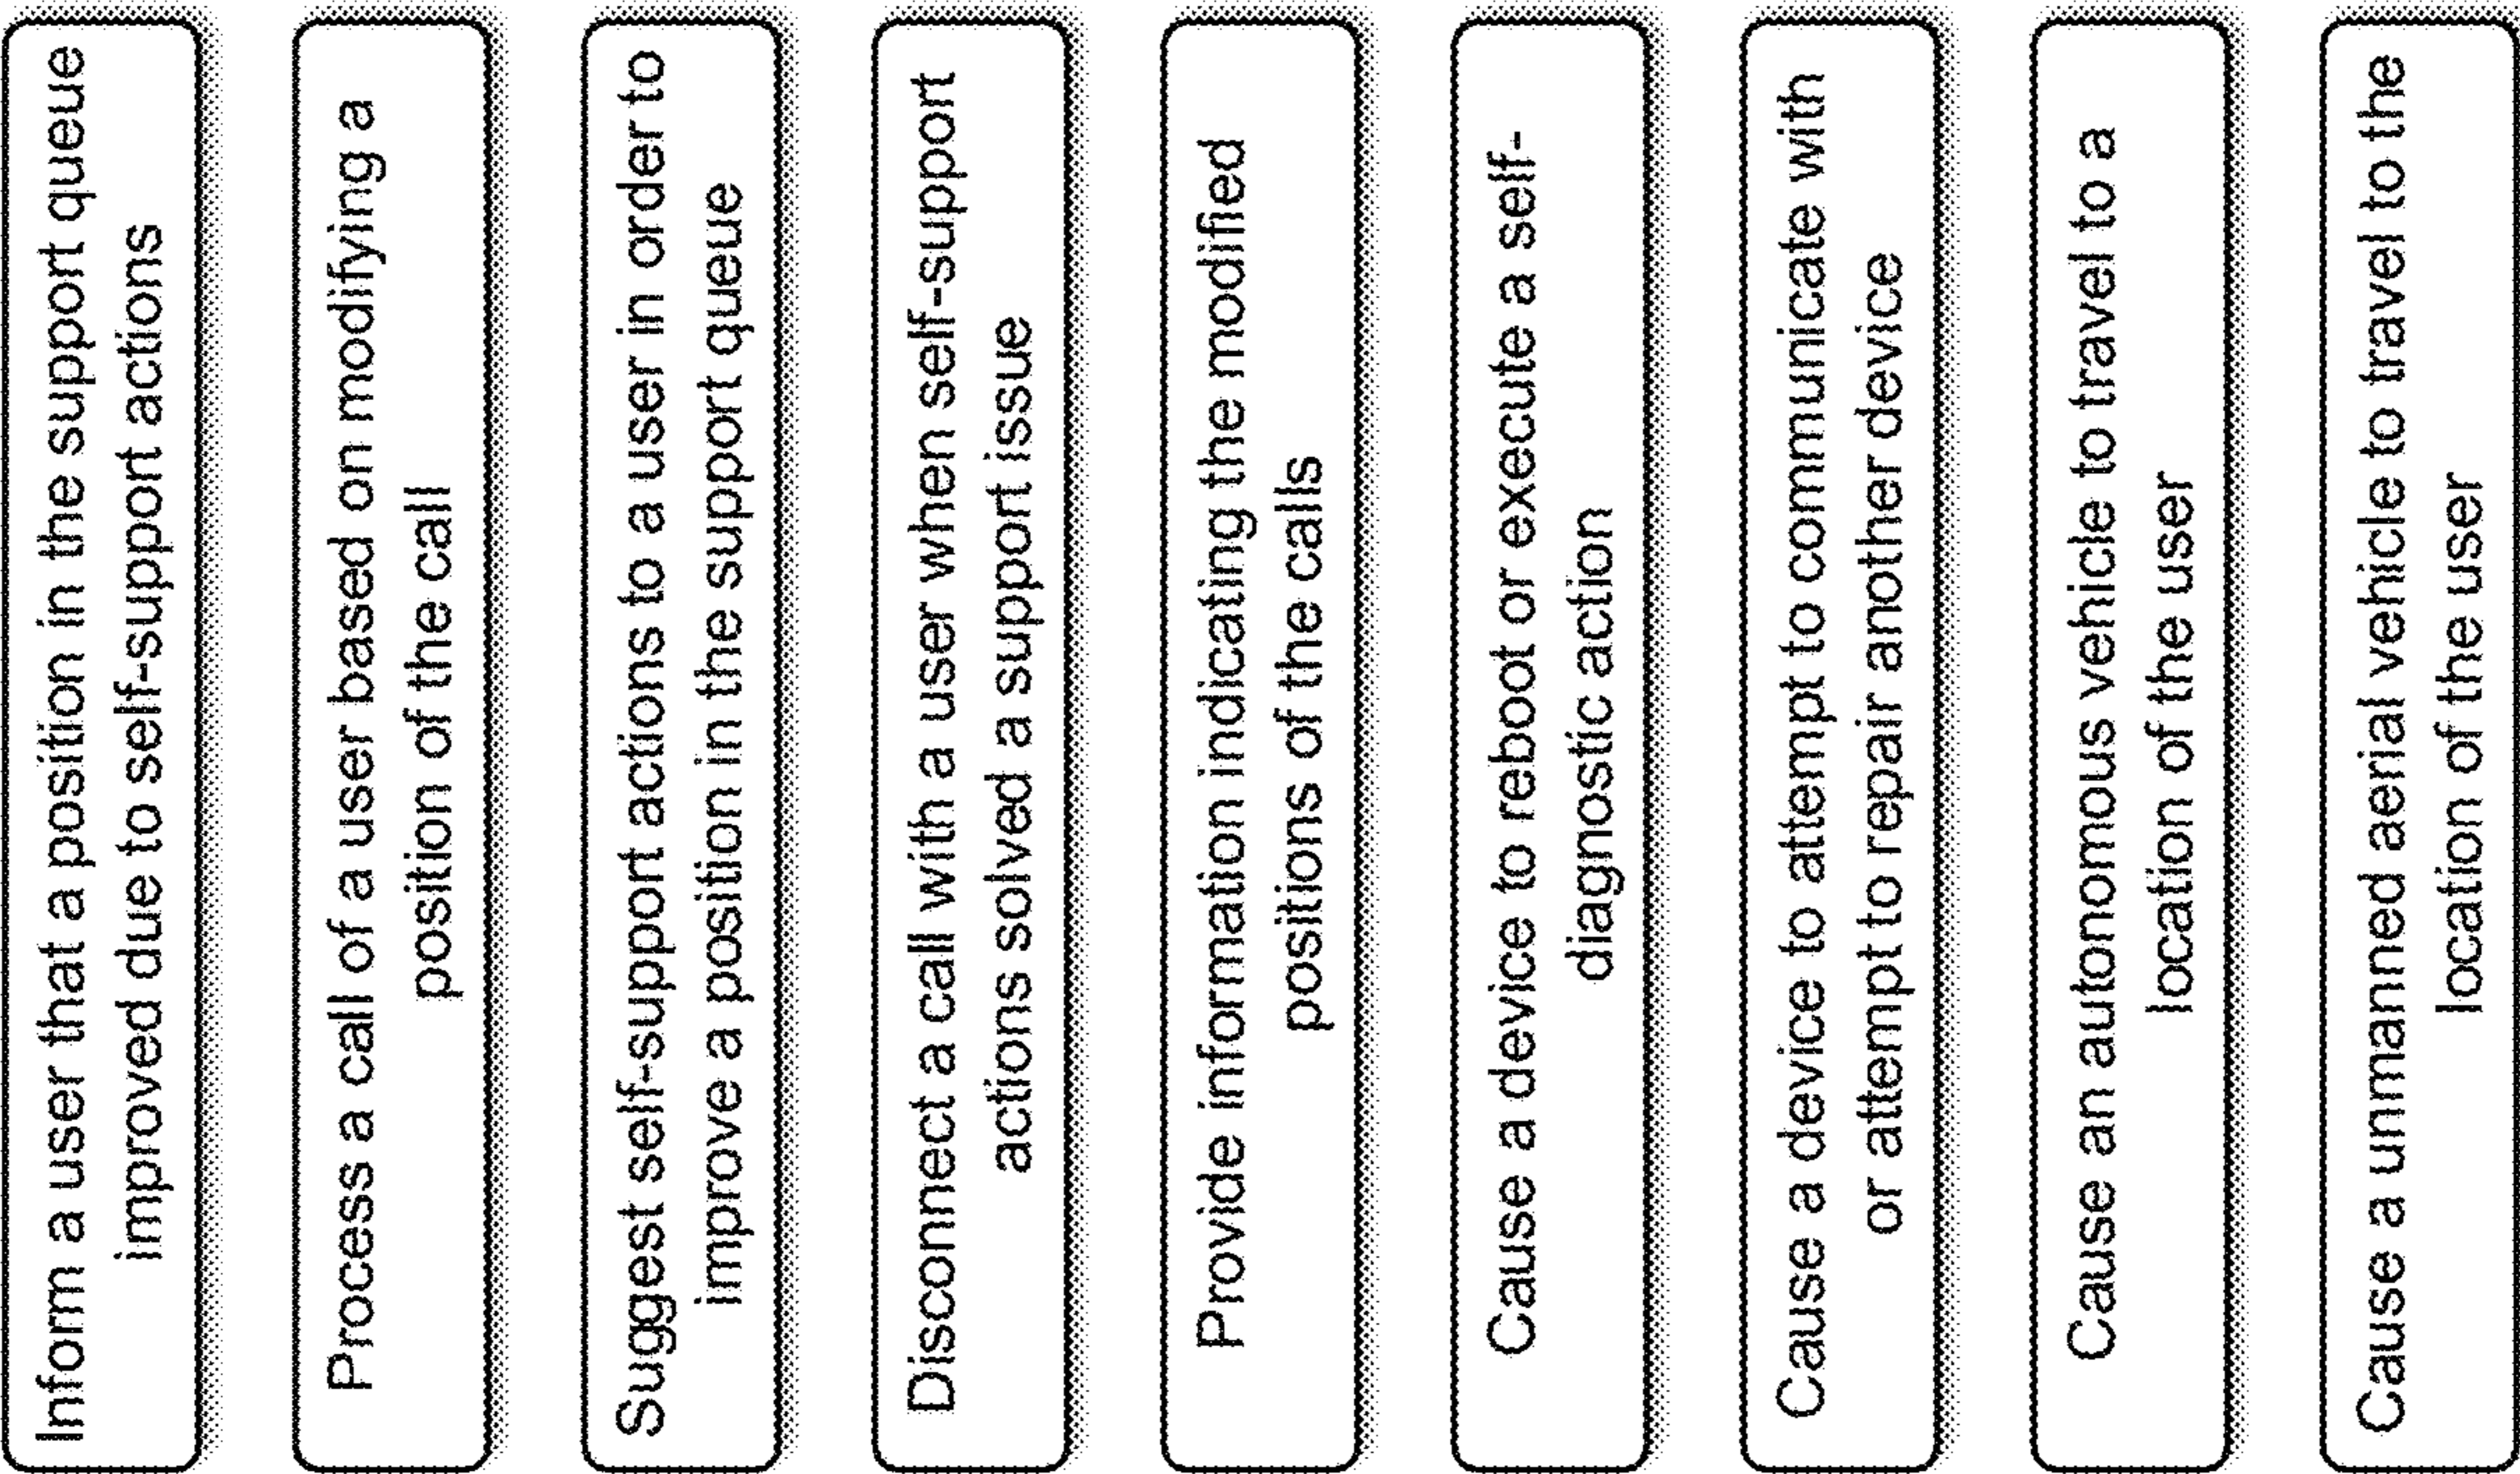 Inform a user that a position in the support queue
improved due to self-support actions
Process a call of a user based on modifying a
position of the call
Suggest self-support actions to a user in order to
improve a position in the support queue
Disconnect a call with a user when self-support
actions solved a support issue
Provide information indicating the modified
positions of the calls
Cause a device to reboot or execute a self-
diagnostic action
Cause a device to attempt to communicate with
or attempt to repair another device
Cause an autonomous vehicle to travel to a
location of the user
Cause a unmanned aerial vehicle to travel to the
location of the user